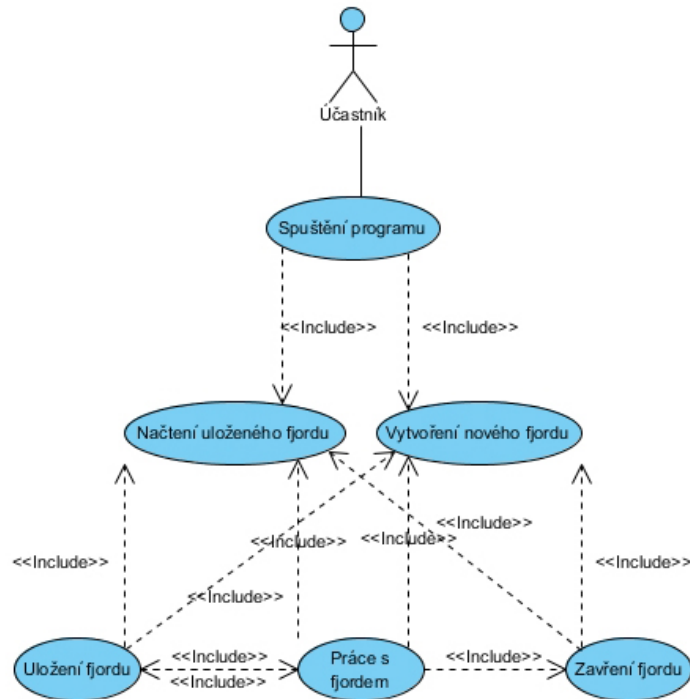 Účastník
Spuštění programu
<<Include>>
<<Include>>
Načtení uloženého fjordu
Vytvoření nového fjordu
<<Include>>
<<Include>>
<<Include>>
<<Include>>
<<Include>>
<<Include>>
<<Include>>
<<Include>>
<<Include>>
Uložení fjordu
Práce s
fjordem
Zavření fjordu
<<Include>>